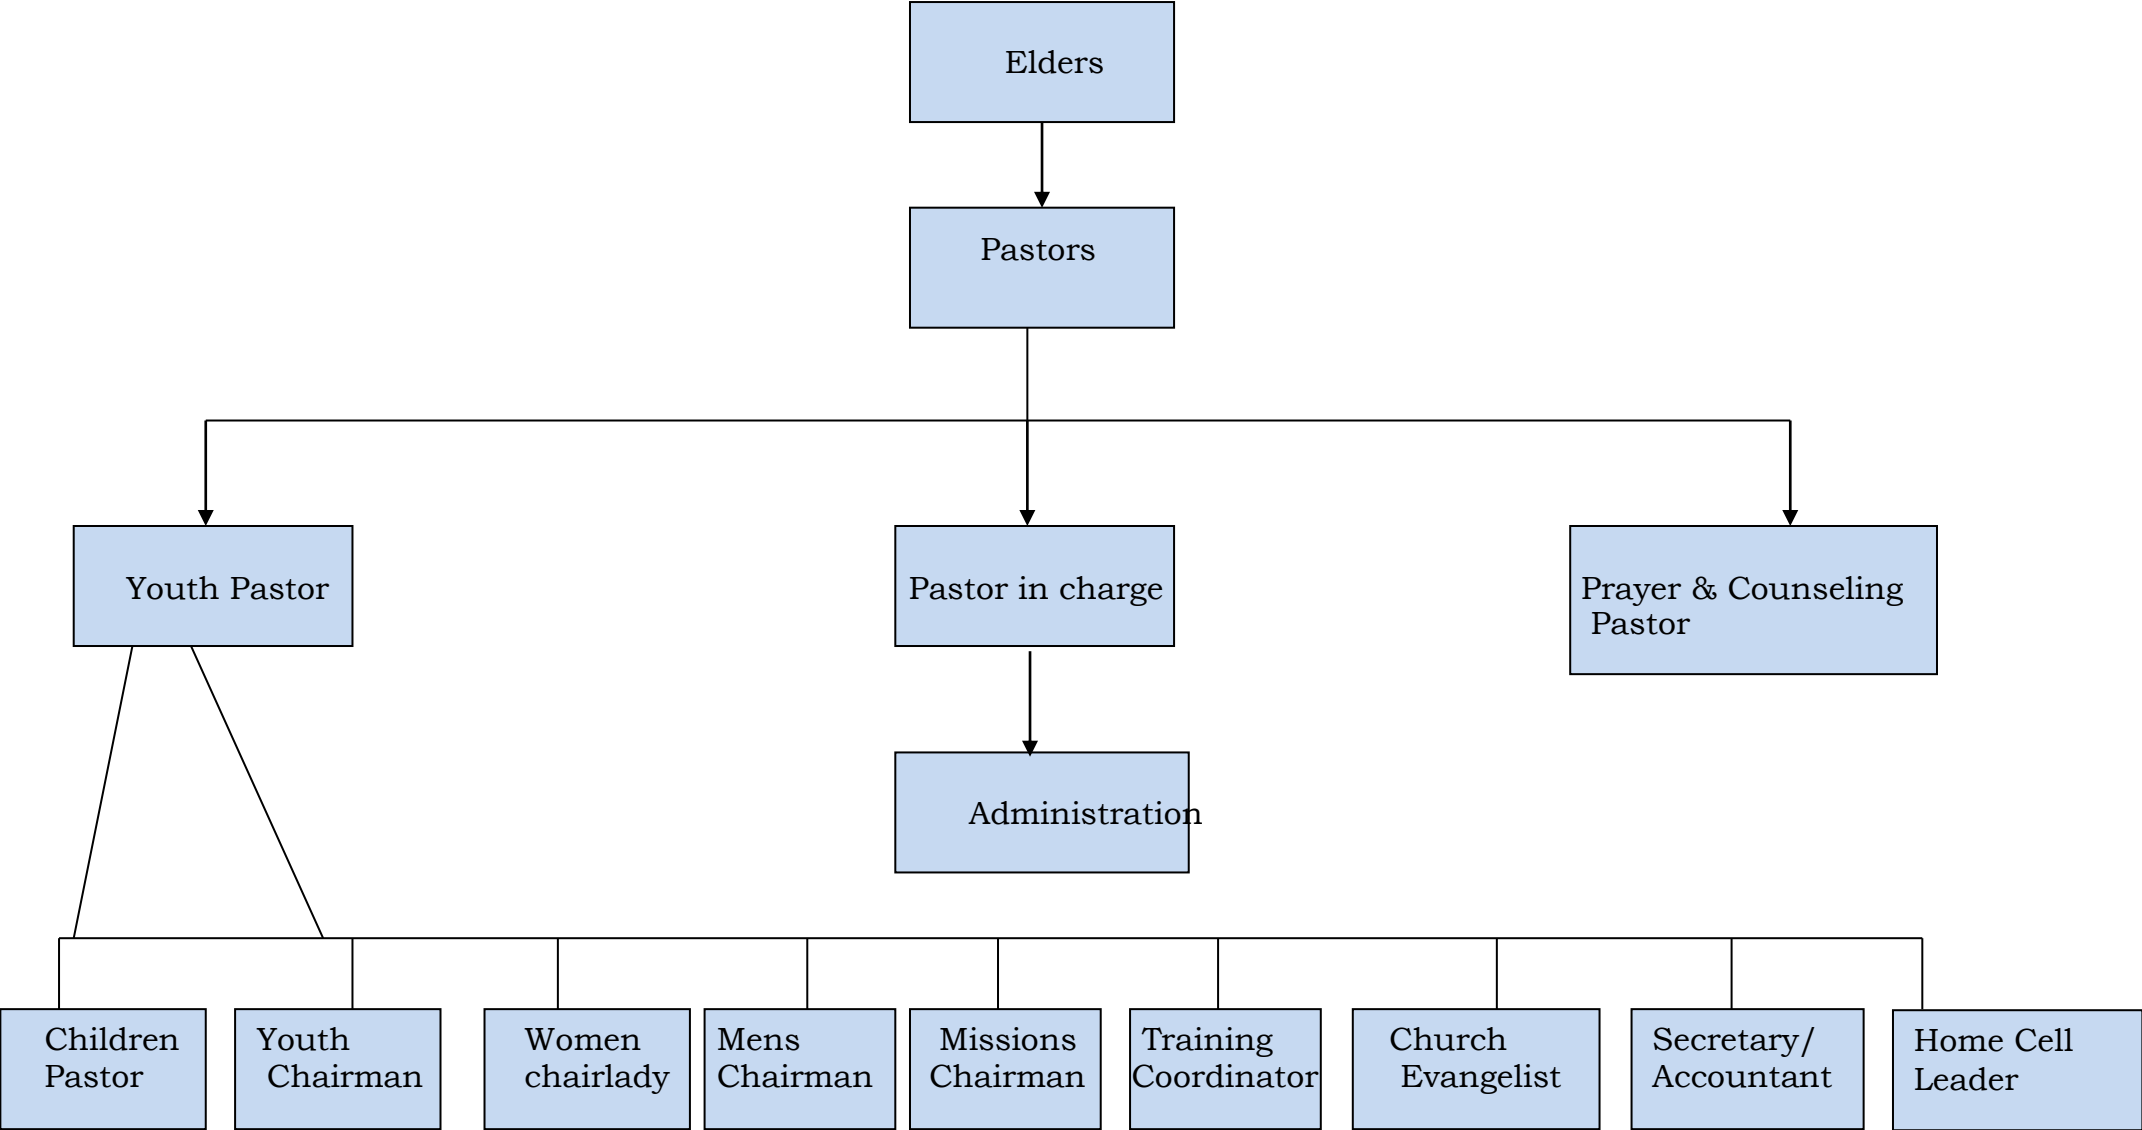 Elders
Pastors
Youth Pastor
Pastor in charge
Prayer & Counseling
Pastor
Administration
Children
Pastor
Youth
Chairman
Women
chairlady
Mens
Chairman
Missions
Chairman
Training
Coordinator
Church
Evangelist
Secretary/
Accountant
Home Cell
Leader